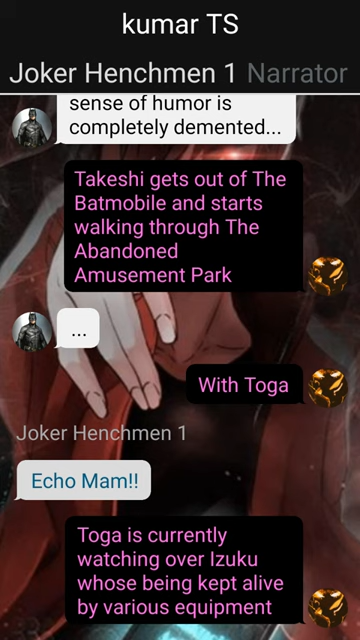 kumar TS
Joker Henchmen 1 Narrator
sense of humor is
completely demented...
Takeshi gets out of The
Batmobile and starts
walking through The
Abandoned
Amusement Park
...
With Toga
Joker Henchmen 1
Echo Mam!!
Toga is currently
watching over Izuku
whose being kept alive
by various equipment